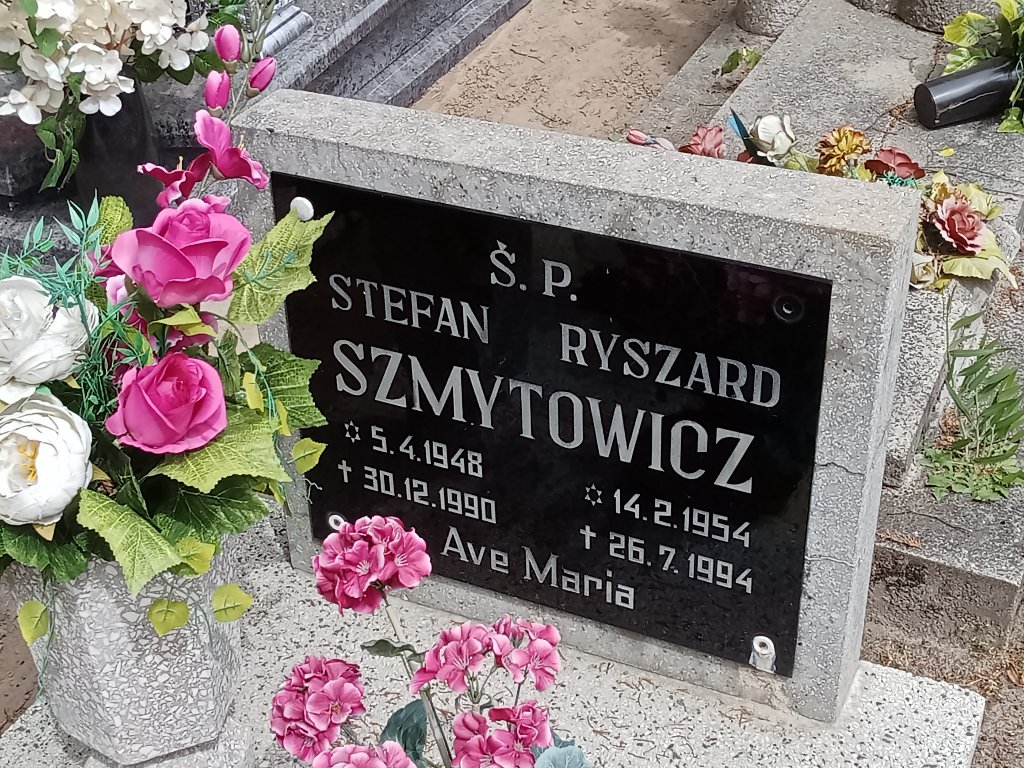 Ś. P.
STEFAN RYSZARD
SZMYTOWICZ
✡ 5.4.1948 ✡ 14.2.1954
† 30.12.1990 † 26.7.1994
Ave Maria